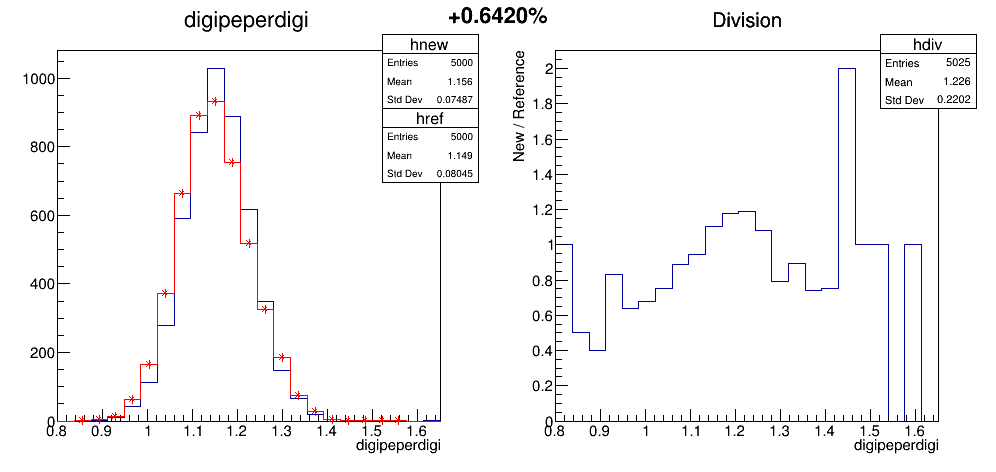 digipeperdigi
+0.6420%
Division
hnew
Entries 5000
Mean 1.156
Std Dev 0.07487
href
Entries 5000
Mean 1.149
Std Dev 0.08045
1000
800
600
400
200
0
0.8 0.9 1 1.1 1.2 1.3 1.4 1.5 1.6
digipeperdigi
hdiv
Entries 5025
Mean 1.226
Std Dev 0.2202
New / Reference
2
1.8
1.6
1.4
1.2
1
0.8
0.6
0.4
0.2
0
0.8 0.9 1 1.1 1.2 1.3 1.4 1.5 1.6
digipeperdigi